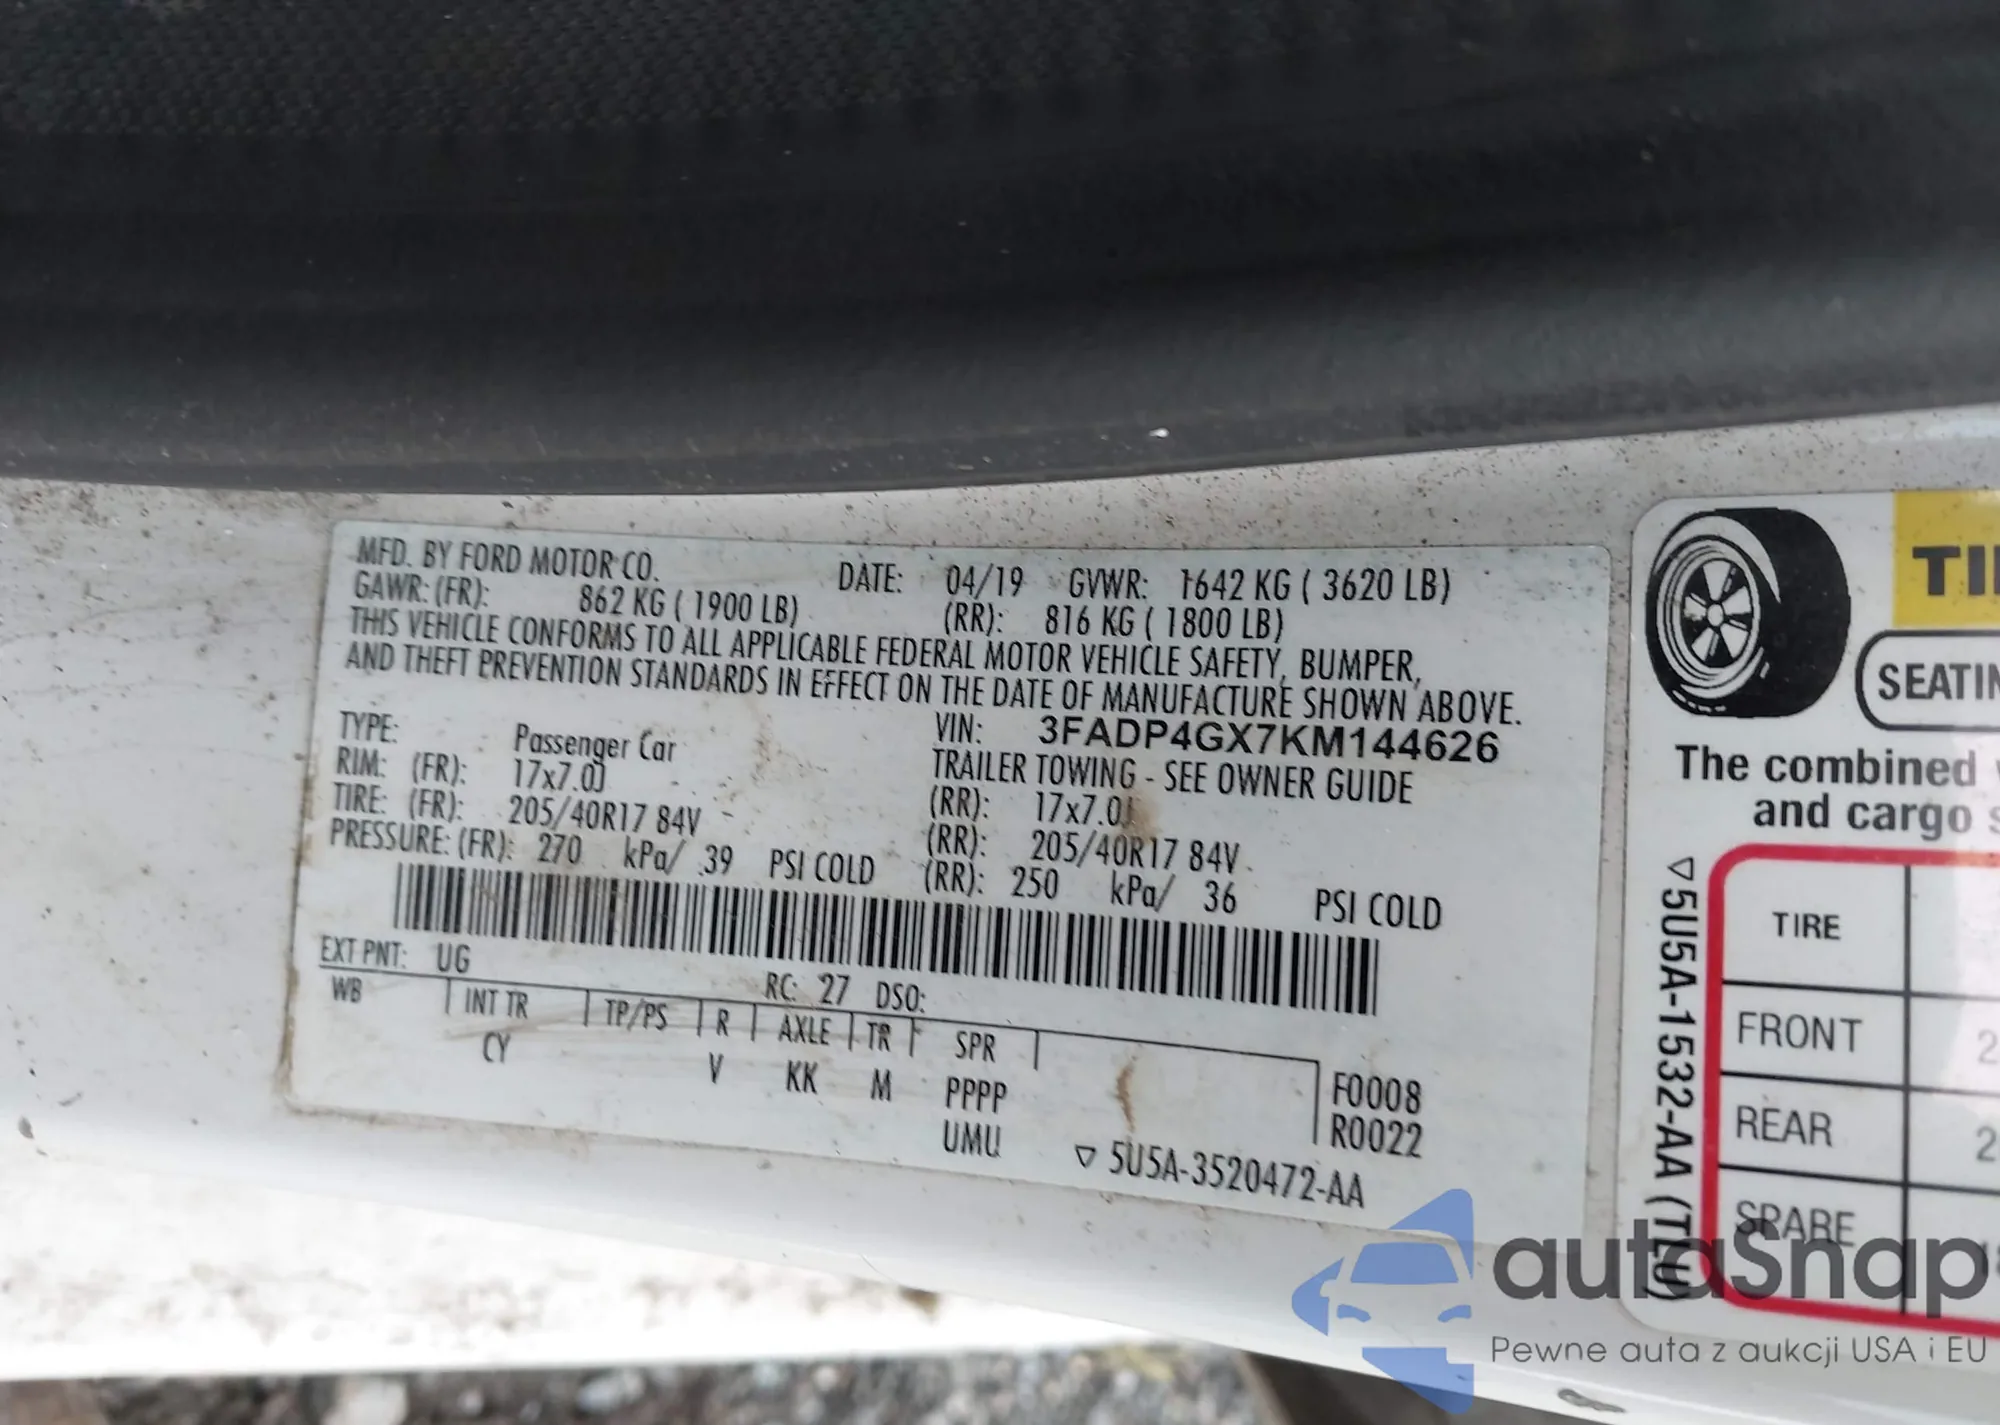 MFD. BY FORD MOTOR CO. DATE: 04/19 GVWR: 1642 KG ( 3620 LB)
GAWR: (FR): 862 KG ( 1900 LB) (RR): 816 KG ( 1800 LB)
THIS VEHICLE CONFORMS TO ALL APPLICABLE FEDERAL MOTOR VEHICLE SAFETY, BUMPER,
AND THEFT PREVENTION STANDARDS IN EFFECT ON THE DATE OF MANUFACTURE SHOWN ABOVE.
TYPE: Passenger Car VIN: 3FADP4GX7KM144626
TRAILER TOWING - SEE OWNER GUIDE
RIM: (FR): 17x7.0J (RR): 17x7.0J
TIRE: (FR): 205/40R17 84V (RR): 205/40R17 84V
PRESSURE: (FR): 270 kPa/ 39 PSI COLD (RR): 250 kPa/ 36 PSI COLD
EXT PNT: UG RC: 27 DSO:
WB INT TR TP/PS R AXLE TR SPR
CY V KK M PPPP
UMU
F0008
R0022
▽ 5U5A-3520472-AA
SEATIN
The combined
and cargo
TIRE
FRONT 2
REAR 2
SPARE
▽5U5A-1532-AA (TLU)
autaSnap
Pewne auta z aukcji USA i EU